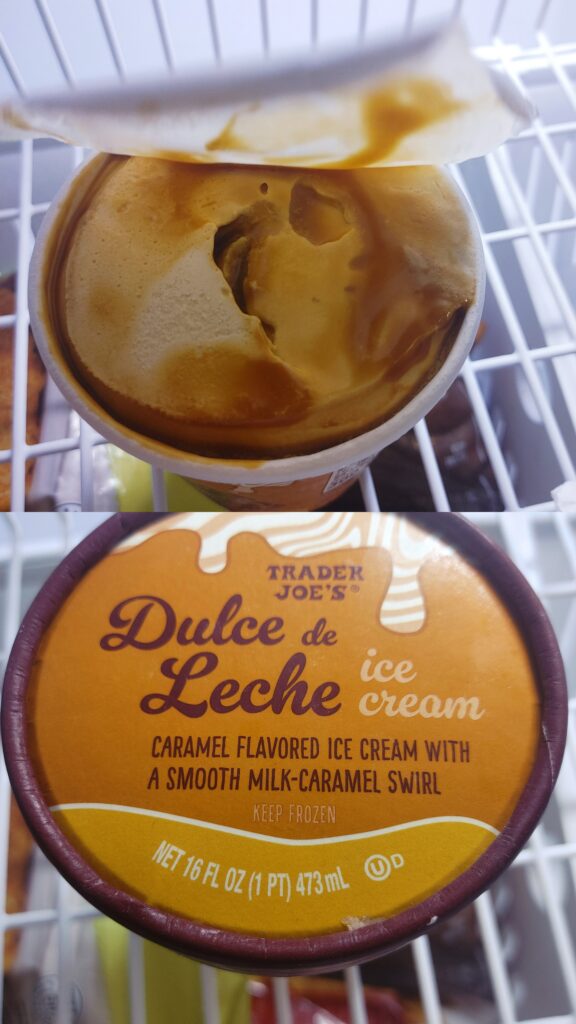 TRADER
JOE'S®
Dulce de
Leche ice
cream
CARAMEL FLAVORED ICE CREAM WITH
A SMOOTH MILK-CARAMEL SWIRL
KEEP FROZEN
NET 16 FL OZ (1 PT) 473mL
U D